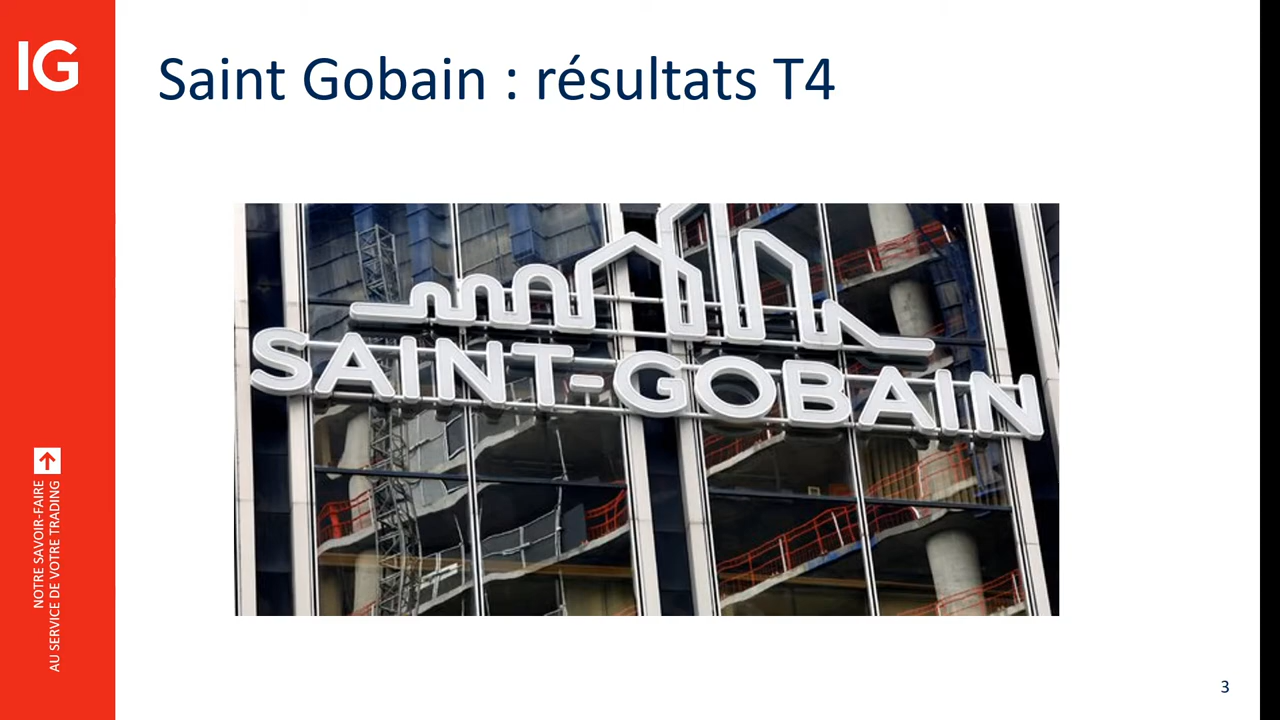 IG
Saint Gobain : résultats T4
SAINT-GOBAIN
NOTRE SAVOIR-FAIRE
AU SERVICE DE VOTRE TRADING
3